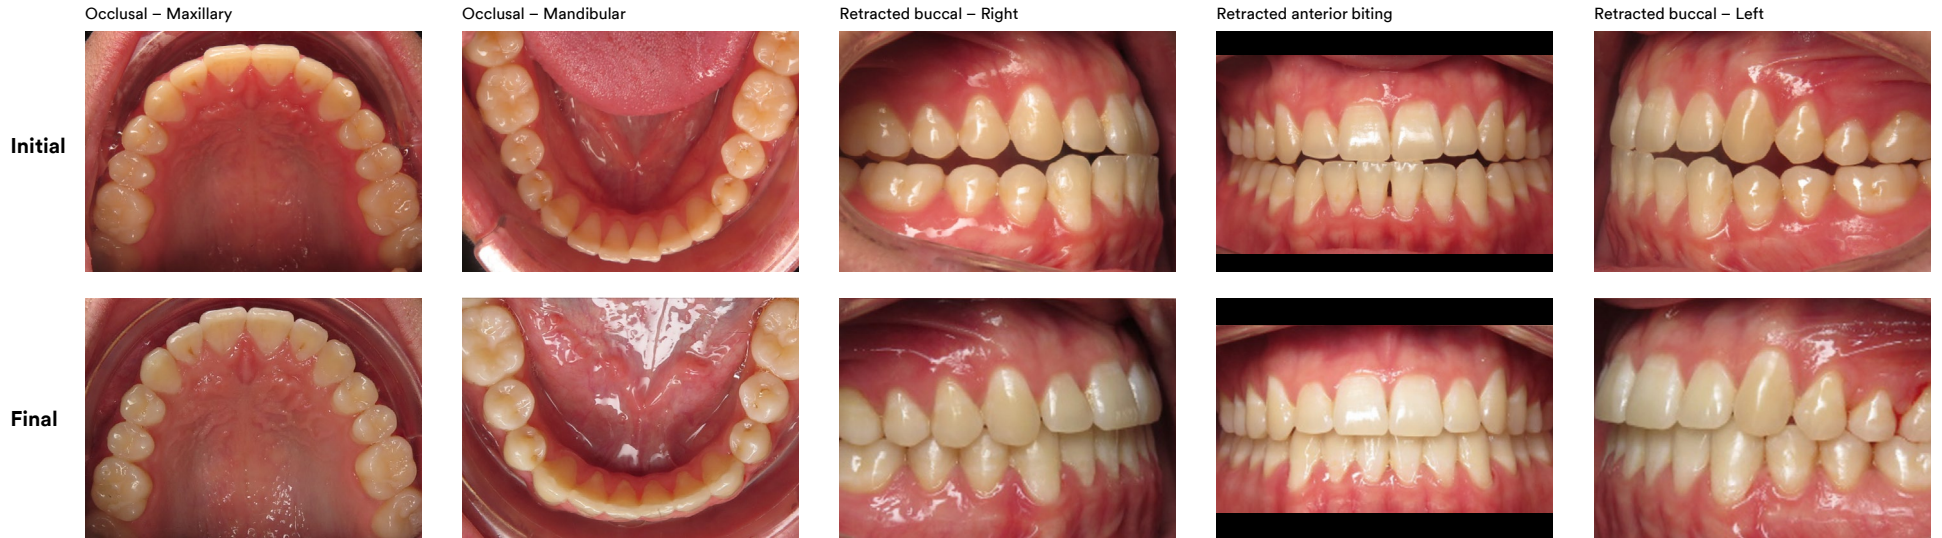 Occlusal – Maxillary
Occlusal – Mandibular
Retracted buccal – Right
Retracted anterior biting
Retracted buccal – Left
Initial
Final